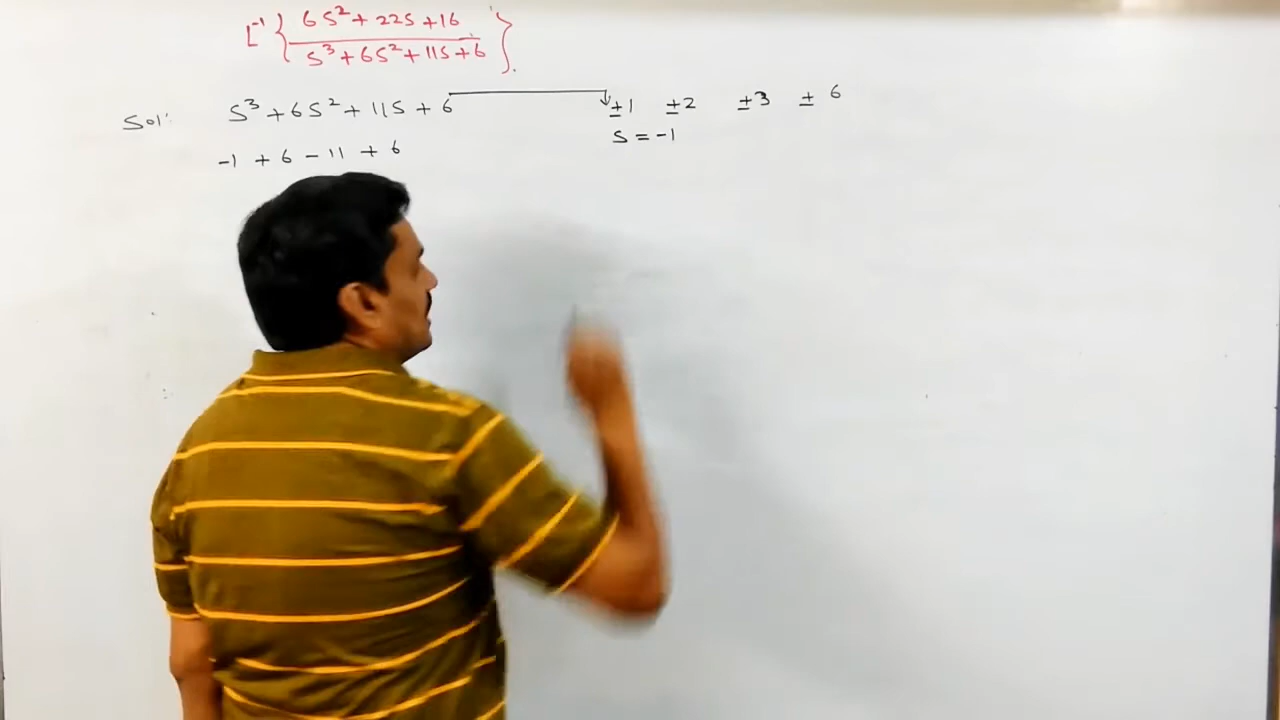 L⁻¹ { (6S² + 22S + 16) / (S³ + 6S² + 11S + 6) }.
Sol: S³ + 6S² + 11S + 6 → ±1 ±2 ±3 ±6
S = -1
-1 + 6 - 11 + 6